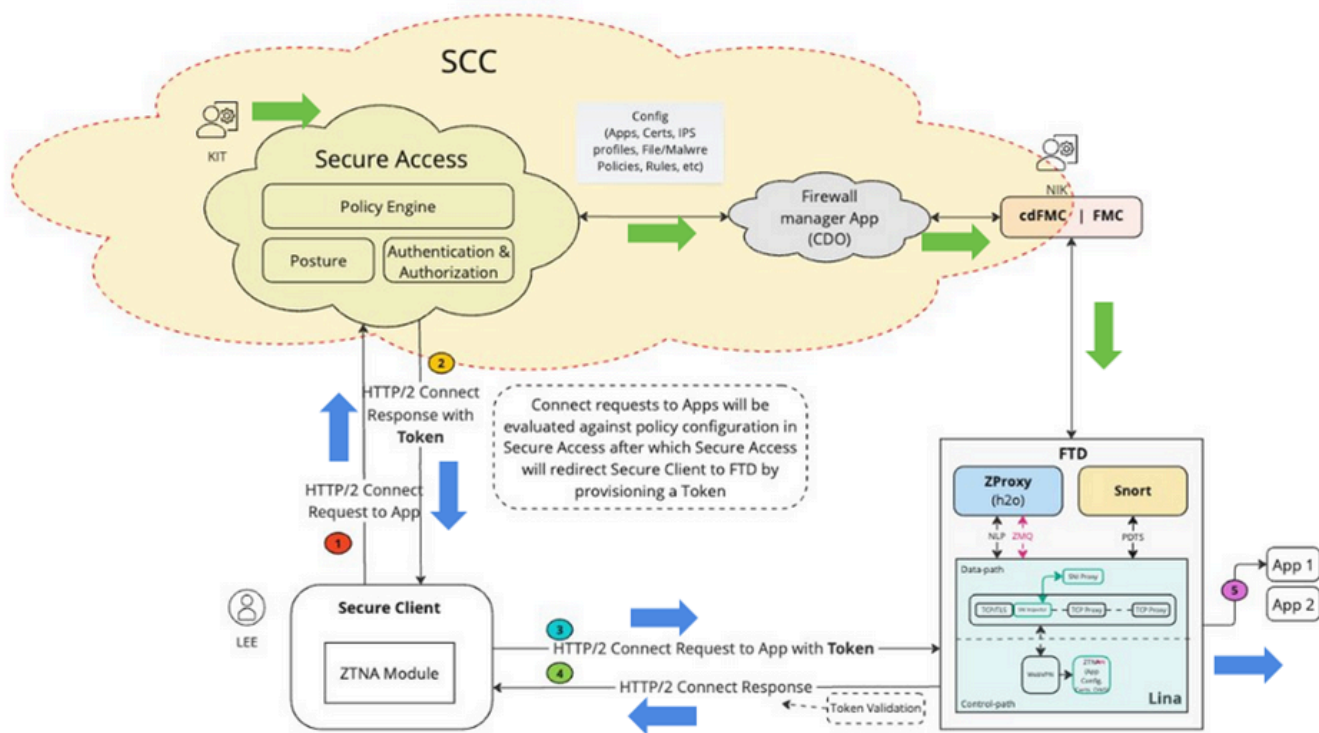 SCC
KIT
Secure Access
Policy Engine
Posture
Authentication &
Authorization
Config
(Apps, Certs, IPS
profiles, File/Malwre
Policies, Rules, etc)
Firewall
manager App
(CDO)
NIK
cdFMC | FMC
2
HTTP/2 Connect
Response with
Token
HTTP/2 Connect
Request to App
1
Connect requests to Apps will be
evaluated against policy configuration in
Secure Access after which Secure Access
will redirect Secure Client to FTD by
provisioning a Token
FTD
ZProxy
(h2o)
Snort
NLP
ZMQ
PDTS
Data-path
SNI Proxy
TCP/TLS
TCP Proxy
TCP Proxy
WebVPN
Config,
Control-path
Lina
5
App 1
App 2
LEE
Secure Client
ZTNA Module
3
HTTP/2 Connect Request to App with Token
4
HTTP/2 Connect Response
Token Validation